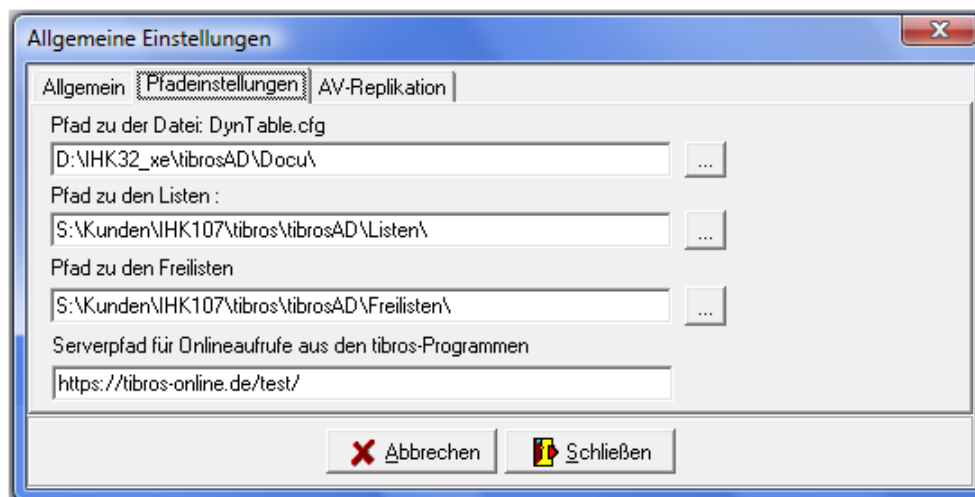 Allgemeine Einstellungen
Allgemein Pfadeinstellungen AV-Replikation
Pfad zu der Datei: DynTable.cfg
D:\IHK32_xe\tibrosAD\Docu\ ...
Pfad zu den Listen :
S:\Kunden\IHK107\tibros\tibrosAD\Listen\ ...
Pfad zu den Freilisten
S:\Kunden\IHK107\tibros\tibrosAD\Freilisten\ ...
Serverpfad für Onlineaufrufe aus den tibros-Programmen
https://tibros-online.de/test/
Abbrechen Schließen